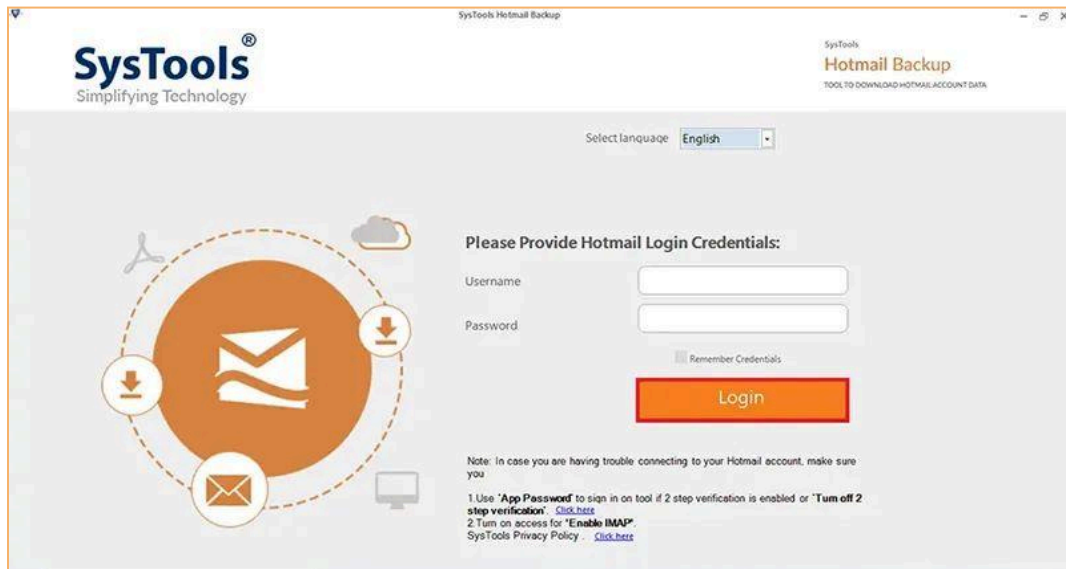 SysTools Hotmail Backup
SysTools®
Simplifying Technology
SysTools
Hotmail Backup
TOOL TO DOWNLOAD HOTMAIL ACCOUNT DATA
Select language English
Please Provide Hotmail Login Credentials:
Username
Password
Remember Credentials
Login
Note: In case you are having trouble connecting to your Hotmail account, make sure
you
1.Use 'App Password' to sign in on tool if 2 step verification is enabled or 'Turn off 2
step verification'. Click here
2.Turn on access for "Enable IMAP".
SysTools Privacy Policy . Click here